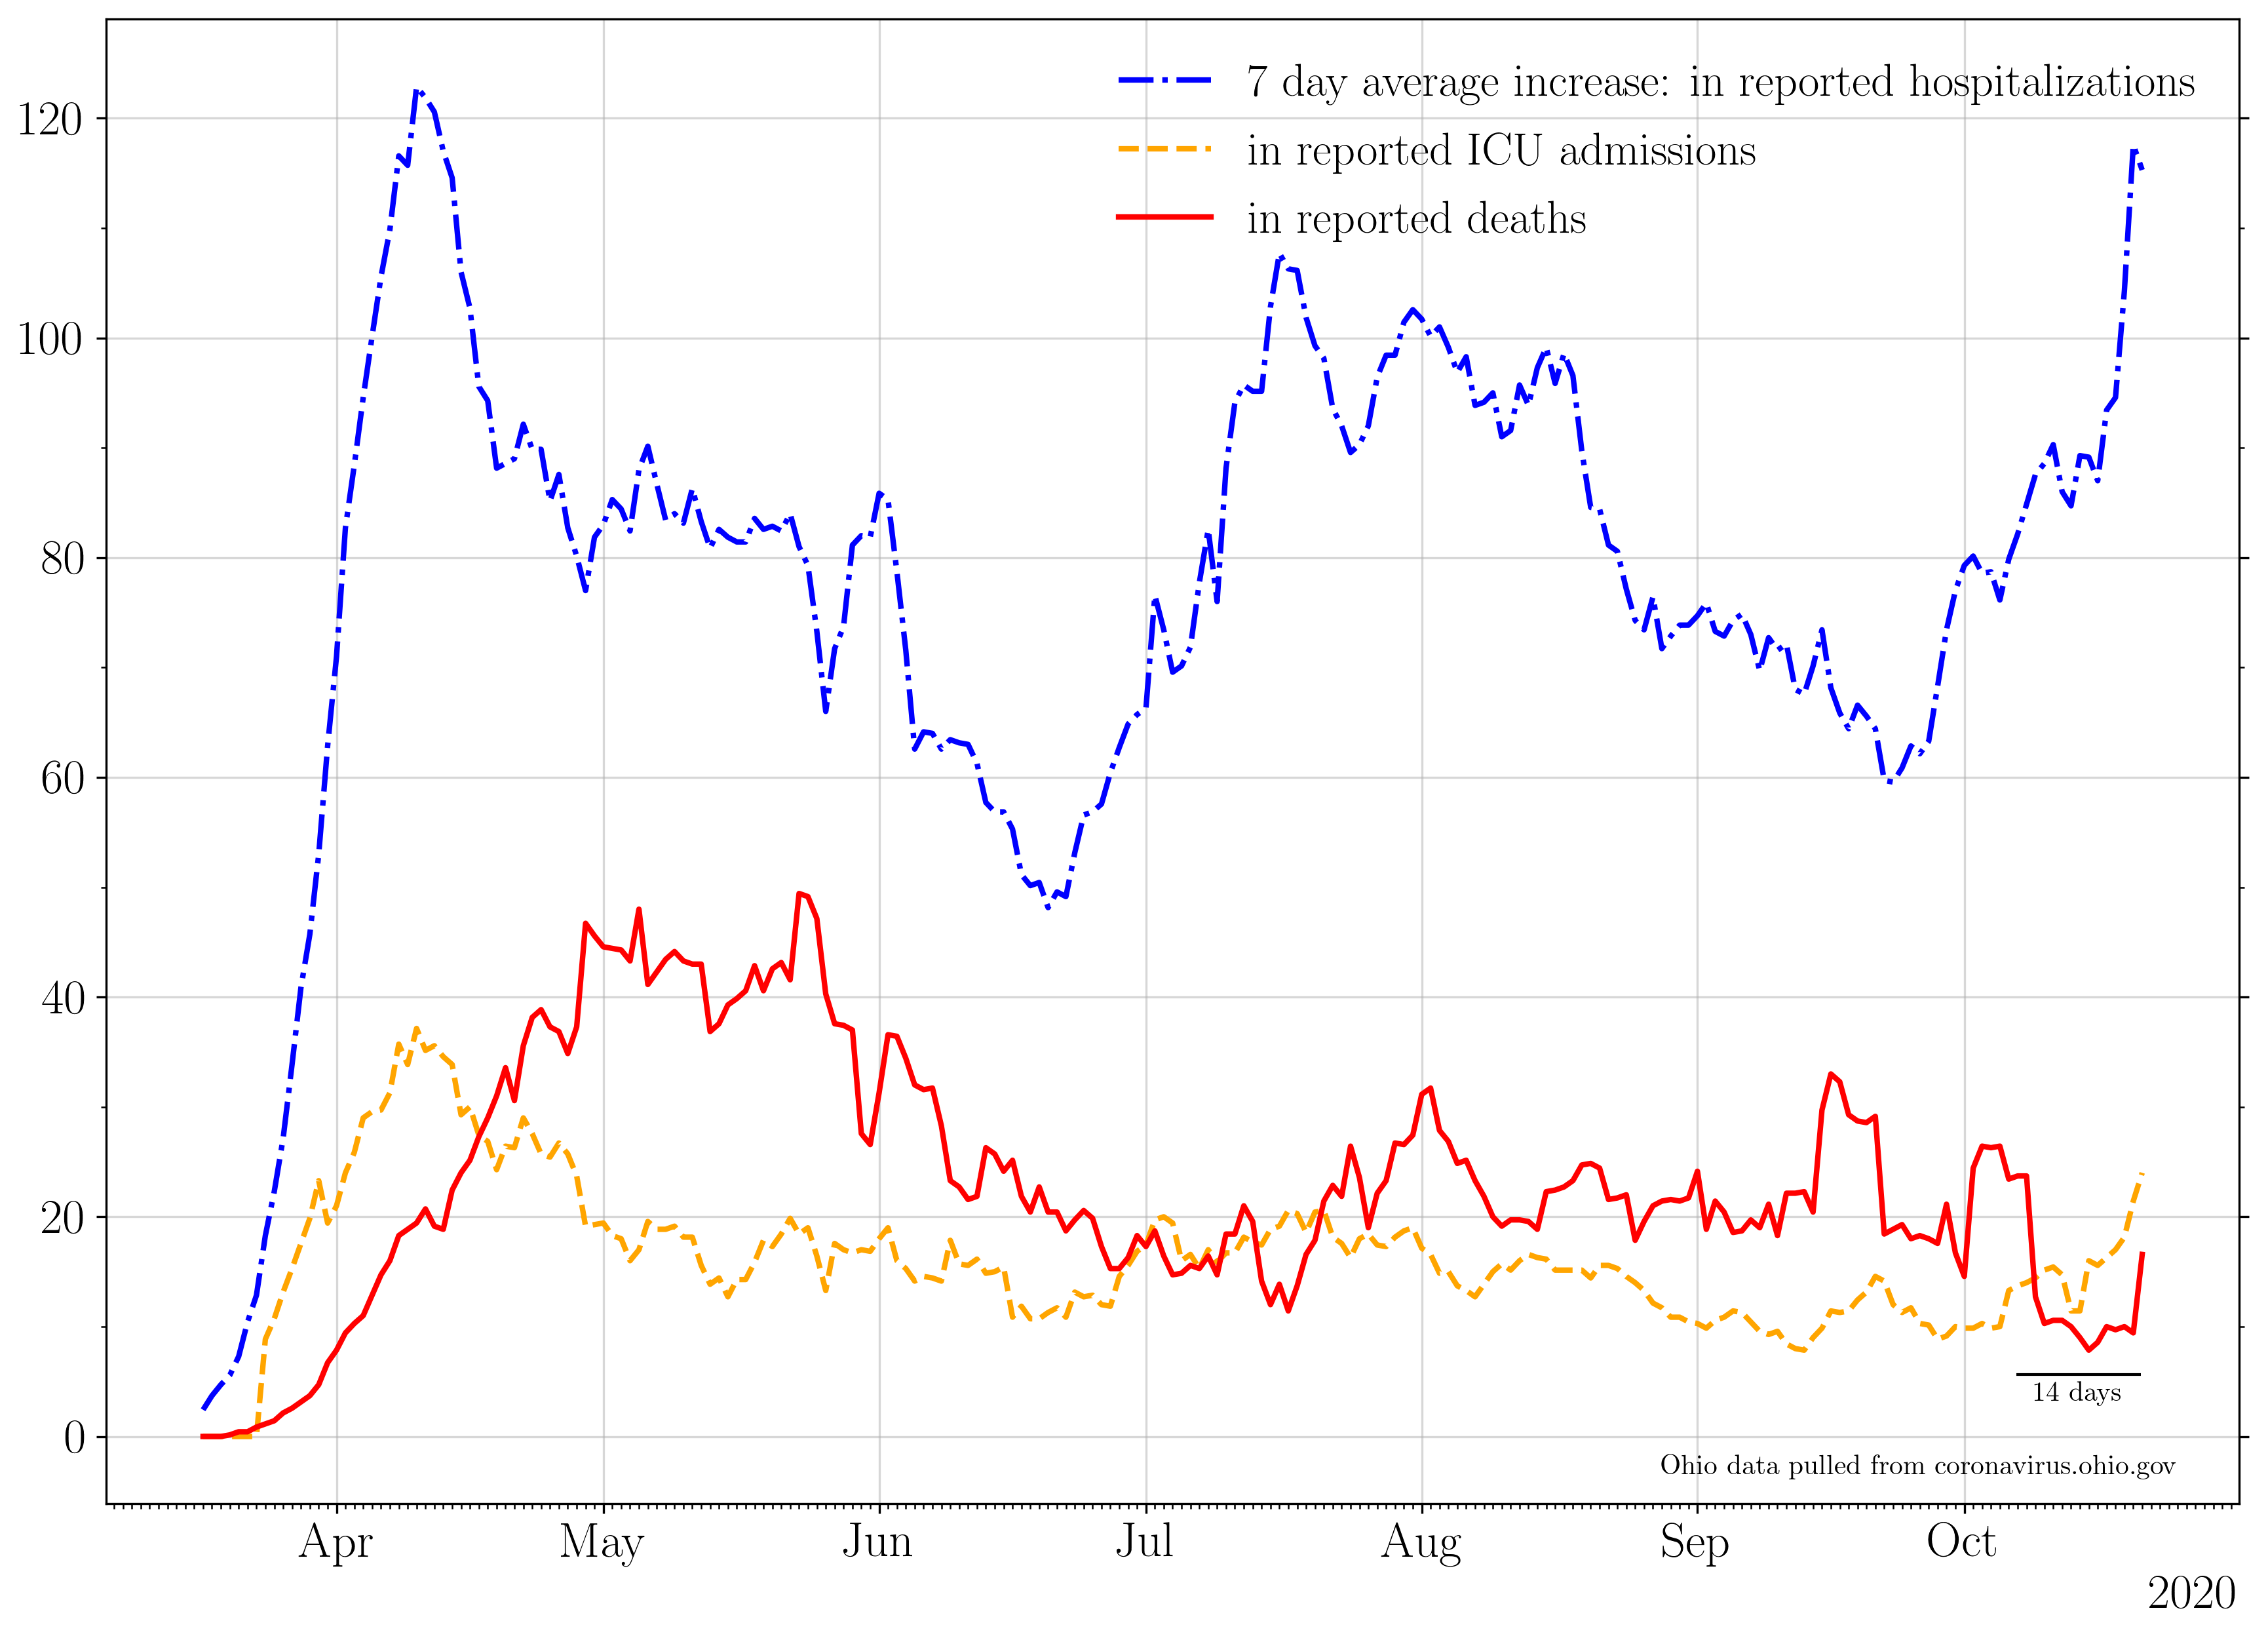 7 day average increase: in reported hospitalizations
in reported ICU admissions
in reported deaths
120
100
80
60
40
20
0
14 days
Ohio data pulled from coronavirus.ohio.gov
Apr May Jun Jul Aug Sep Oct
2020